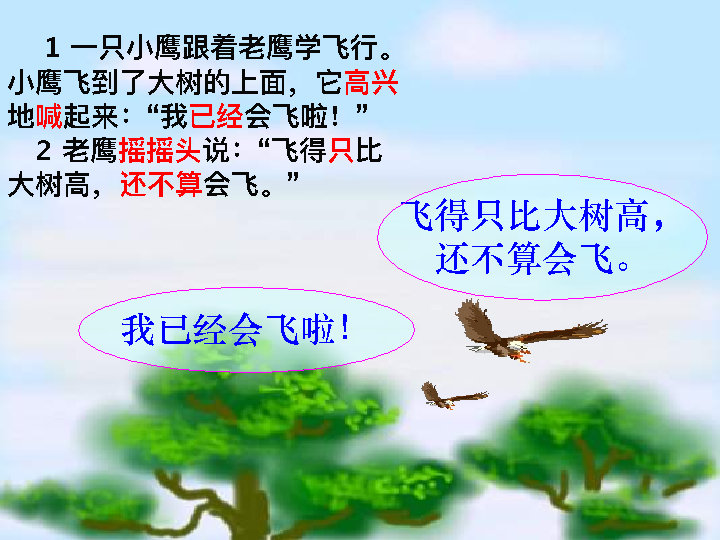 1 一只小鹰跟着老鹰学飞行。
小鹰飞到了大树的上面，它高兴
地喊起来：“我已经会飞啦！”
2 老鹰摇摇头说：“飞得只比
大树高，还不算会飞。”
飞得只比大树高，
还不算会飞。
我已经会飞啦！